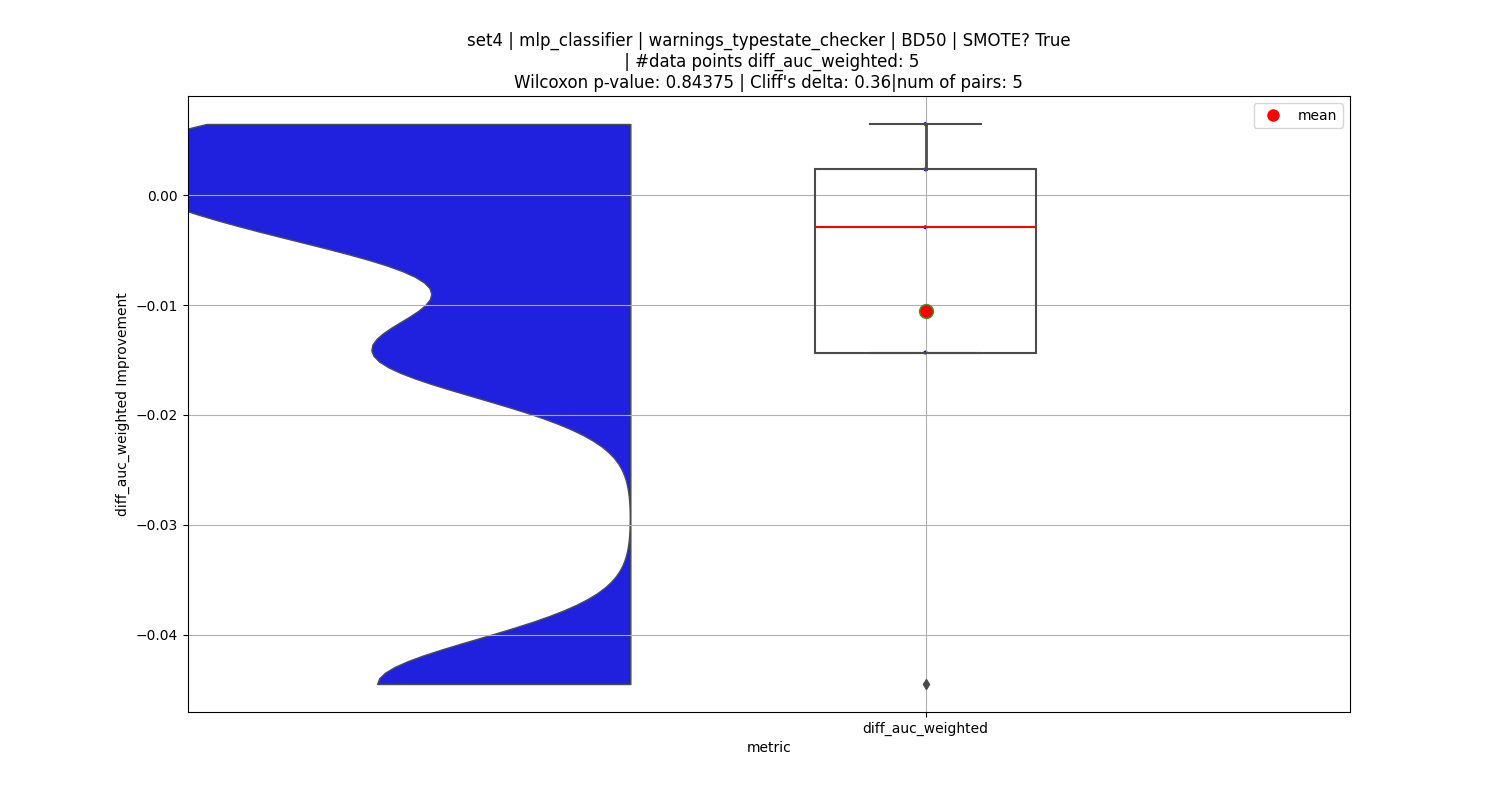 set4 | mlp_classifier | warnings_typestate_checker | BD50 | SMOTE? True
| #data points diff_auc_weighted: 5
Wilcoxon p-value: 0.84375 | Cliff's delta: 0.36|num of pairs: 5
mean
0.00
−0.01
−0.02
−0.03
−0.04
diff_auc_weighted Improvement
diff_auc_weighted
metric